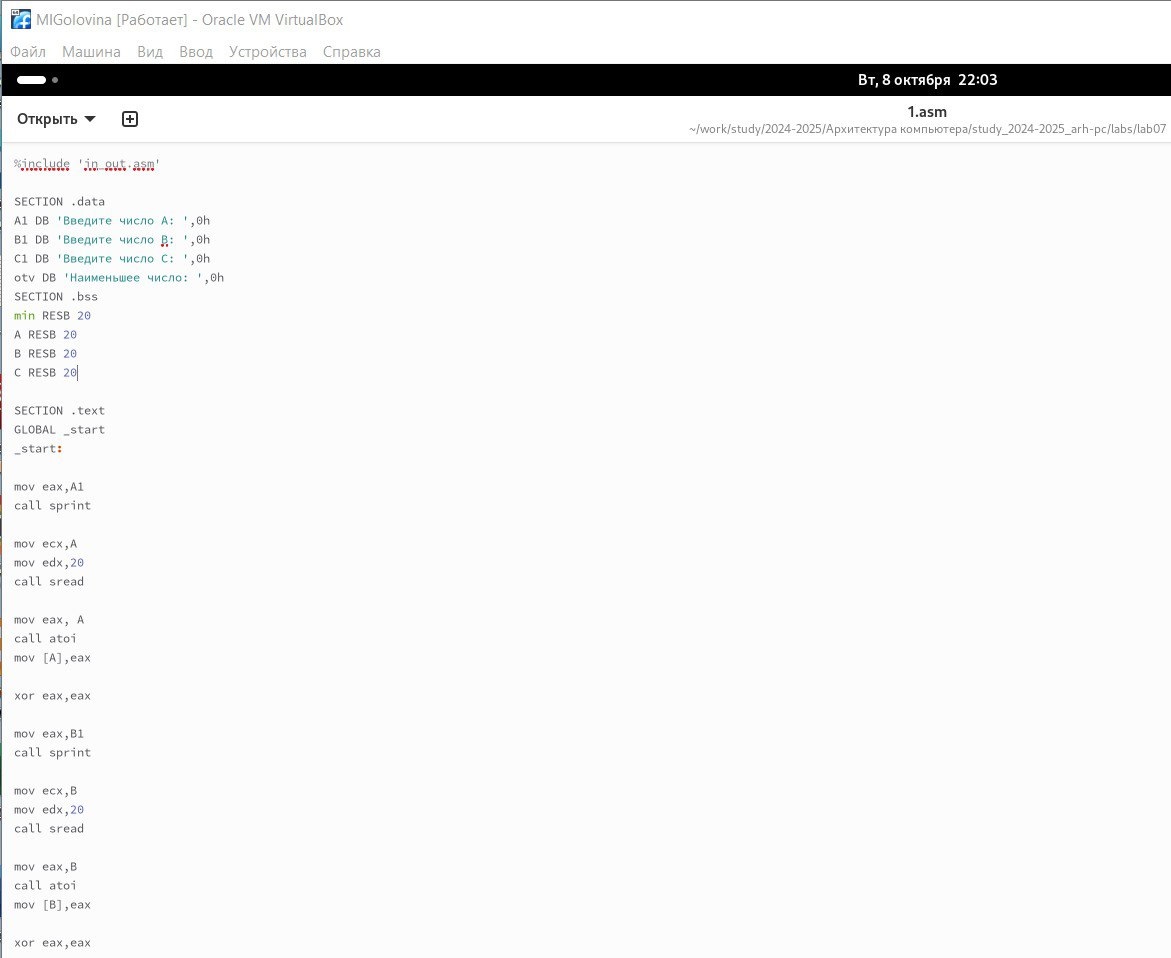 MIGolovina [Работает] - Oracle VM VirtualBox
Файл Машина Вид Ввод Устройства Справка
Вт, 8 октября 22:03
Открыть
1.asm
~/work/study/2024-2025/Архитектура компьютера/study_2024-2025_arh-pc/labs/lab07
%include 'in_out.asm'
SECTION .data
A1 DB 'Введите число A: ',0h
B1 DB 'Введите число B: ',0h
C1 DB 'Введите число C: ',0h
otv DB 'Наименьшее число: ',0h
SECTION .bss
min RESB 20
A RESB 20
B RESB 20
C RESB 20
SECTION .text
GLOBAL _start
_start:
mov eax,A1
call sprint
mov ecx,A
mov edx,20
call sread
mov eax, A
call atoi
mov [A],eax
xor eax,eax
mov eax,B1
call sprint
mov ecx,B
mov edx,20
call sread
mov eax,B
call atoi
mov [B],eax
xor eax,eax